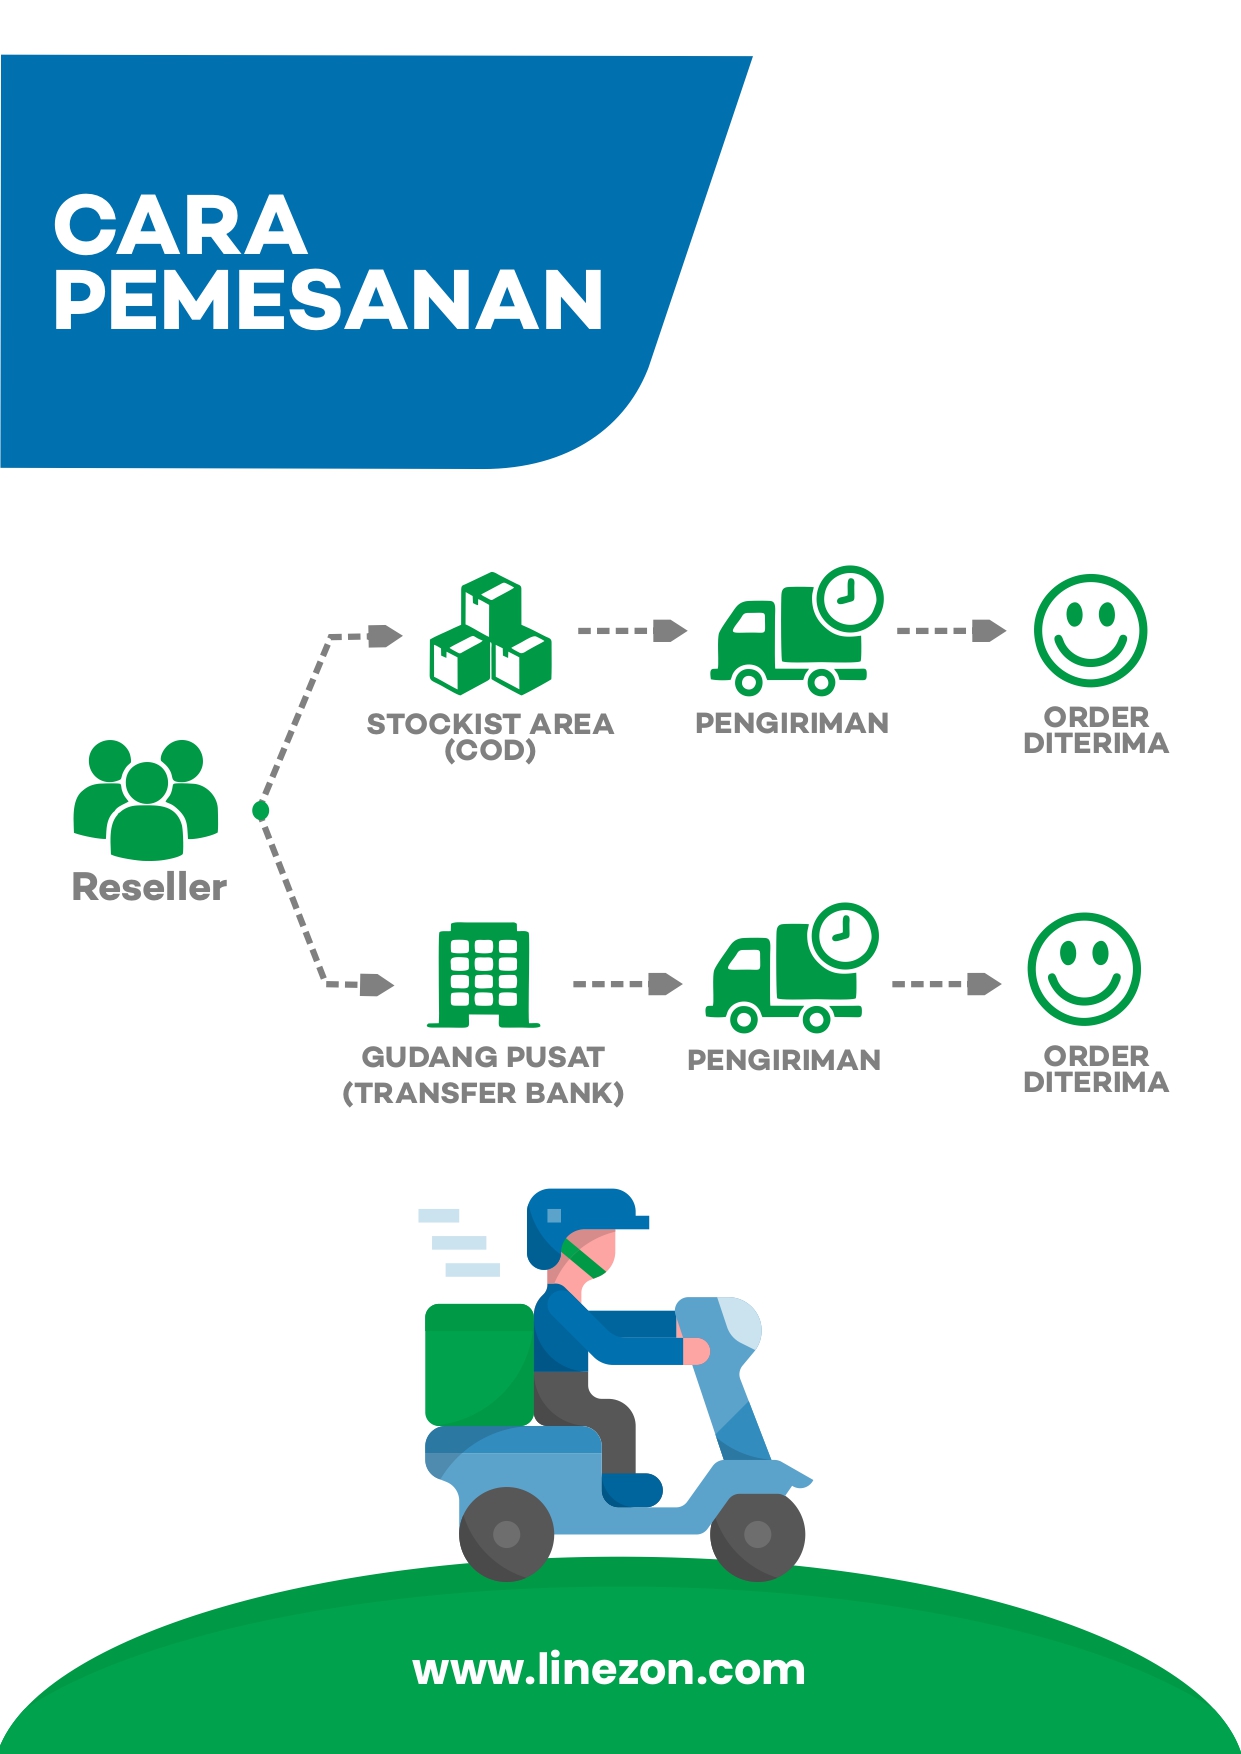 CARA
PEMESANAN
STOCKIST AREA
(COD)
PENGIRIMAN
ORDER
DITERIMA
Reseller
GUDANG PUSAT
(TRANSFER BANK)
PENGIRIMAN
ORDER
DITERIMA
www.linezon.com